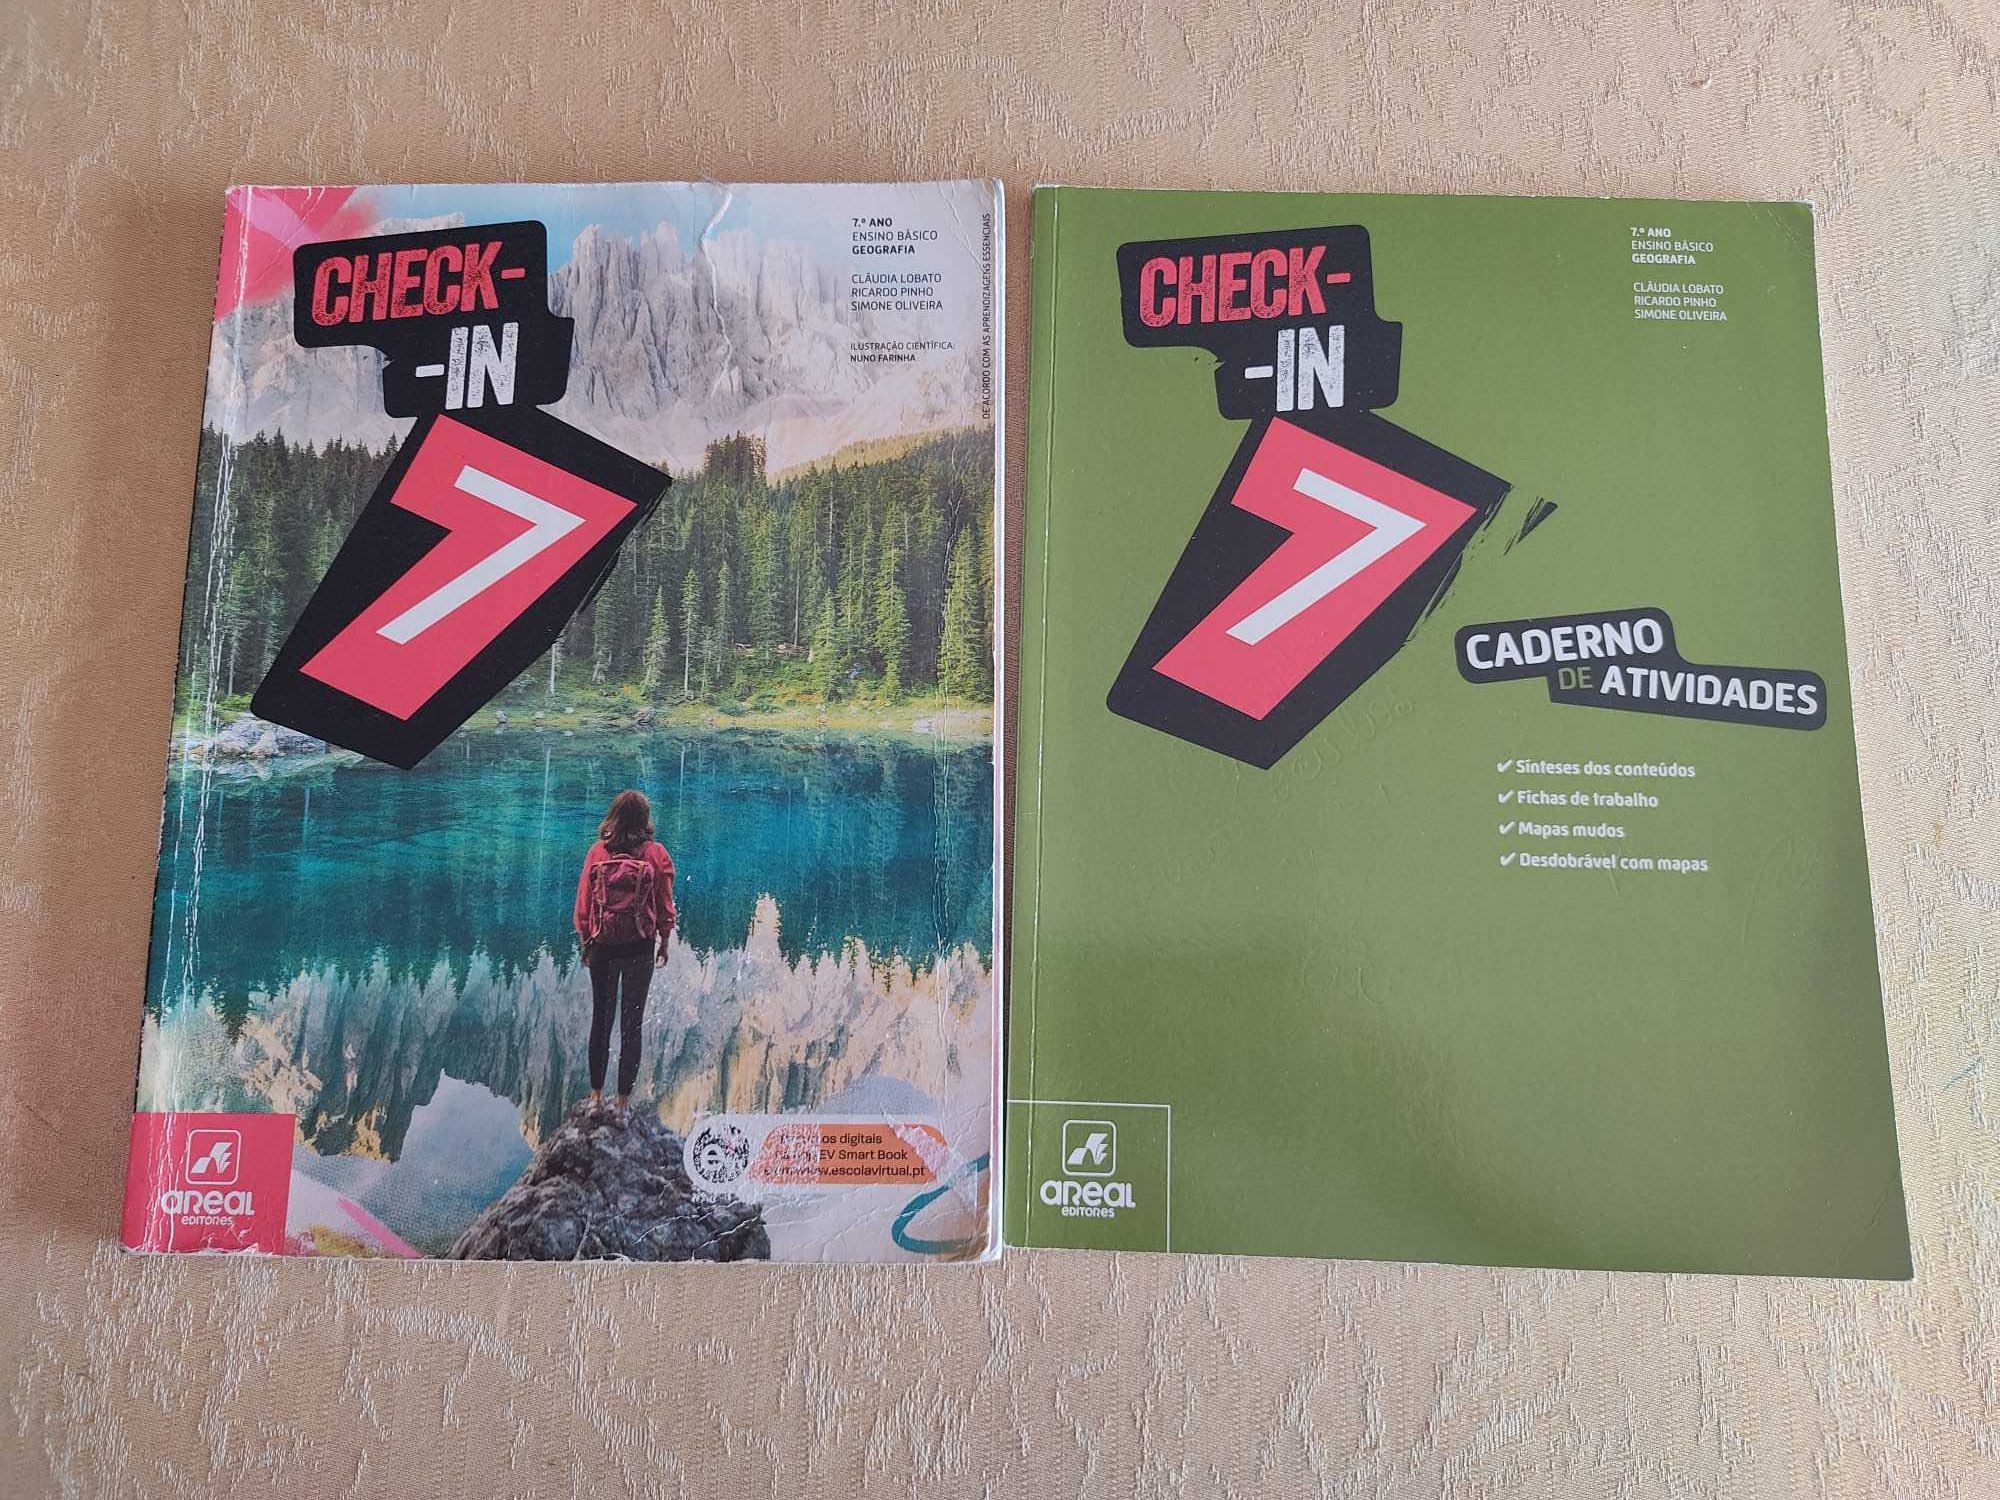 CHECK-
-IN
7
7.º ANO
ENSINO BÁSICO
GEOGRAFIA
CLÁUDIA LOBATO
RICARDO PINHO
SIMONE OLIVEIRA
ILUSTRAÇÃO CIENTÍFICA:
NUNO FARINHA
DE ACORDO COM AS APRENDIZAGENS ESSENCIAIS
digitais
EV Smart Book
www.escolavirtual.pt
AREAL
EDITORES
CHECK-
-IN
7
7.º ANO
ENSINO BÁSICO
GEOGRAFIA
CLÁUDIA LOBATO
RICARDO PINHO
SIMONE OLIVEIRA
CADERNO
DE ATIVIDADES
✔ Sínteses dos conteúdos
✔ Fichas de trabalho
✔ Mapas mudos
✔ Desdobrável com mapas
AREAL
EDITORES